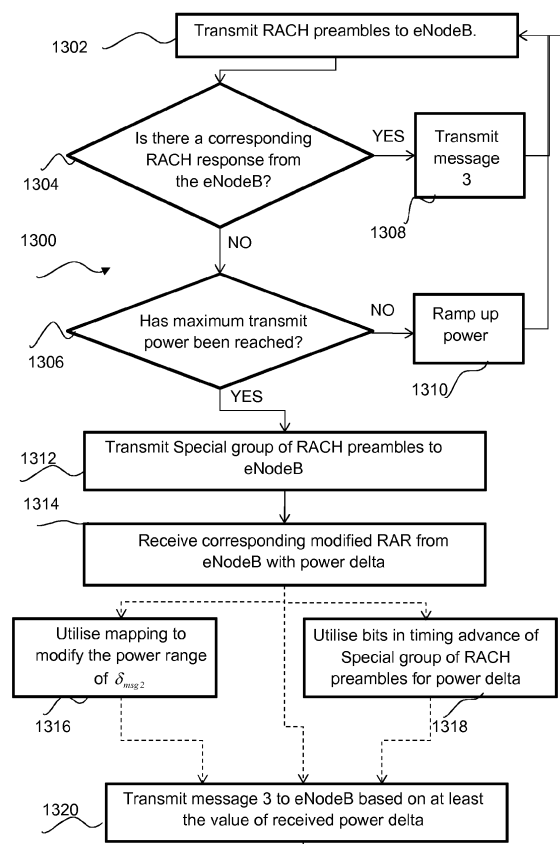 Transmit RACH preambles to eNodeB.
1302
Is there a corresponding
RACH response from
the eNodeB?
1304
YES
Transmit
message
3
1308
NO
1300
Has maximum transmit
power been reached?
1306
NO
Ramp up
power
1310
YES
Transmit Special group of RACH preambles to
eNodeB
1312
1314
Receive corresponding modified RAR from
eNodeB with power delta
Utilise mapping to
modify the power range
of δmsg2
1316
Utilise bits in timing advance of
Special group of RACH
preambles for power delta
1318
Transmit message 3 to eNodeB based on at least
the value of received power delta
1320